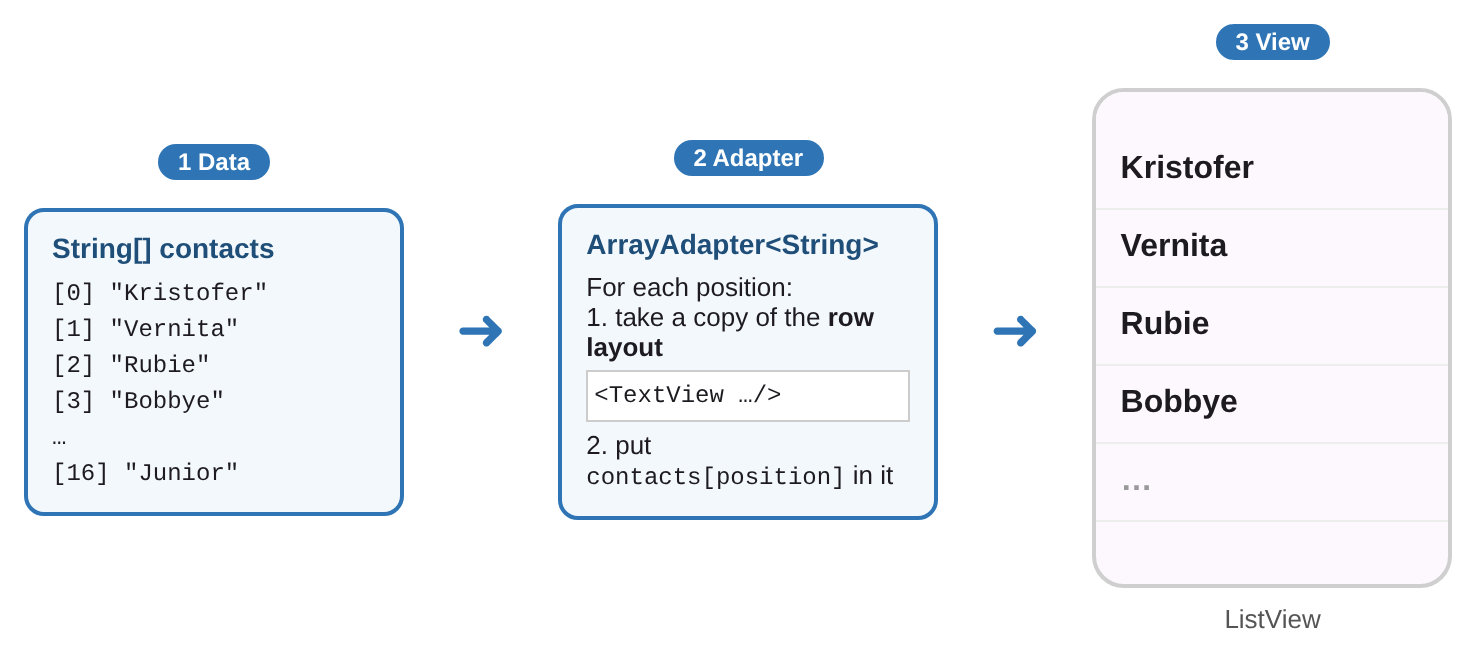 1 Data
String[] contacts
[0] "Kristofer"
[1] "Vernita"
[2] "Rubie"
[3] "Bobbye"
…
[16] "Junior"
2 Adapter
ArrayAdapter<String>
For each position:
1. take a copy of the row
layout
<TextView …/>
2. put
contacts[position] in it
3 View
Kristofer
Vernita
Rubie
Bobbye
…
ListView